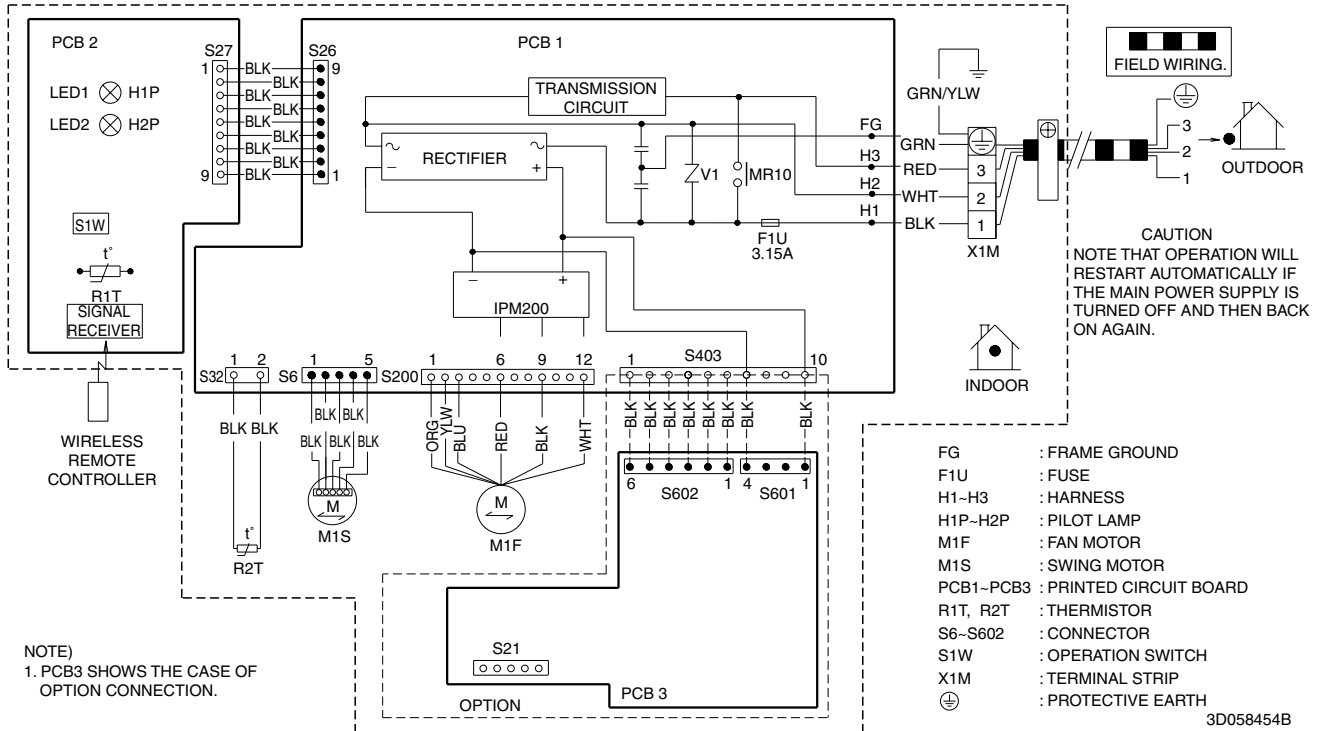 PCB 2
PCB 1
S27
S26
1 BLK 9
BLK
BLK
BLK
BLK
BLK
BLK
BLK
9 BLK 1
LED1 H1P
LED2 H2P
S1W
t°
R1T
SIGNAL
RECEIVER
WIRELESS
REMOTE
CONTROLLER
TRANSMISSION
CIRCUIT
RECTIFIER
~ ~
− +
V1
MR10
F1U
3.15A
− +
IPM200
FG
H3
H2
H1
GRN/YLW
GRN
RED
WHT
BLK
3
2
1
X1M
FIELD WIRING.
3
2
1
OUTDOOR
CAUTION
NOTE THAT OPERATION WILL
RESTART AUTOMATICALLY IF
THE MAIN POWER SUPPLY IS
TURNED OFF AND THEN BACK
ON AGAIN.
INDOOR
S32 1 2
S6 1 5
S200 1 6 9 12
1 S403 10
BLK BLK
BLK BLK
BLK BLK BLK
ORG YLW BLU RED BLK WHT
BLK BLK BLK BLK BLK BLK BLK BLK
t°
R2T
M
M1S
M
M1F
6 S602 1
4 S601 1
S21
PCB 3
OPTION
NOTE)
1. PCB3 SHOWS THE CASE OF
OPTION CONNECTION.
FG : FRAME GROUND
F1U : FUSE
H1~H3 : HARNESS
H1P~H2P : PILOT LAMP
M1F : FAN MOTOR
M1S : SWING MOTOR
PCB1~PCB3 : PRINTED CIRCUIT BOARD
R1T, R2T : THERMISTOR
S6~S602 : CONNECTOR
S1W : OPERATION SWITCH
X1M : TERMINAL STRIP
: PROTECTIVE EARTH
3D058454B